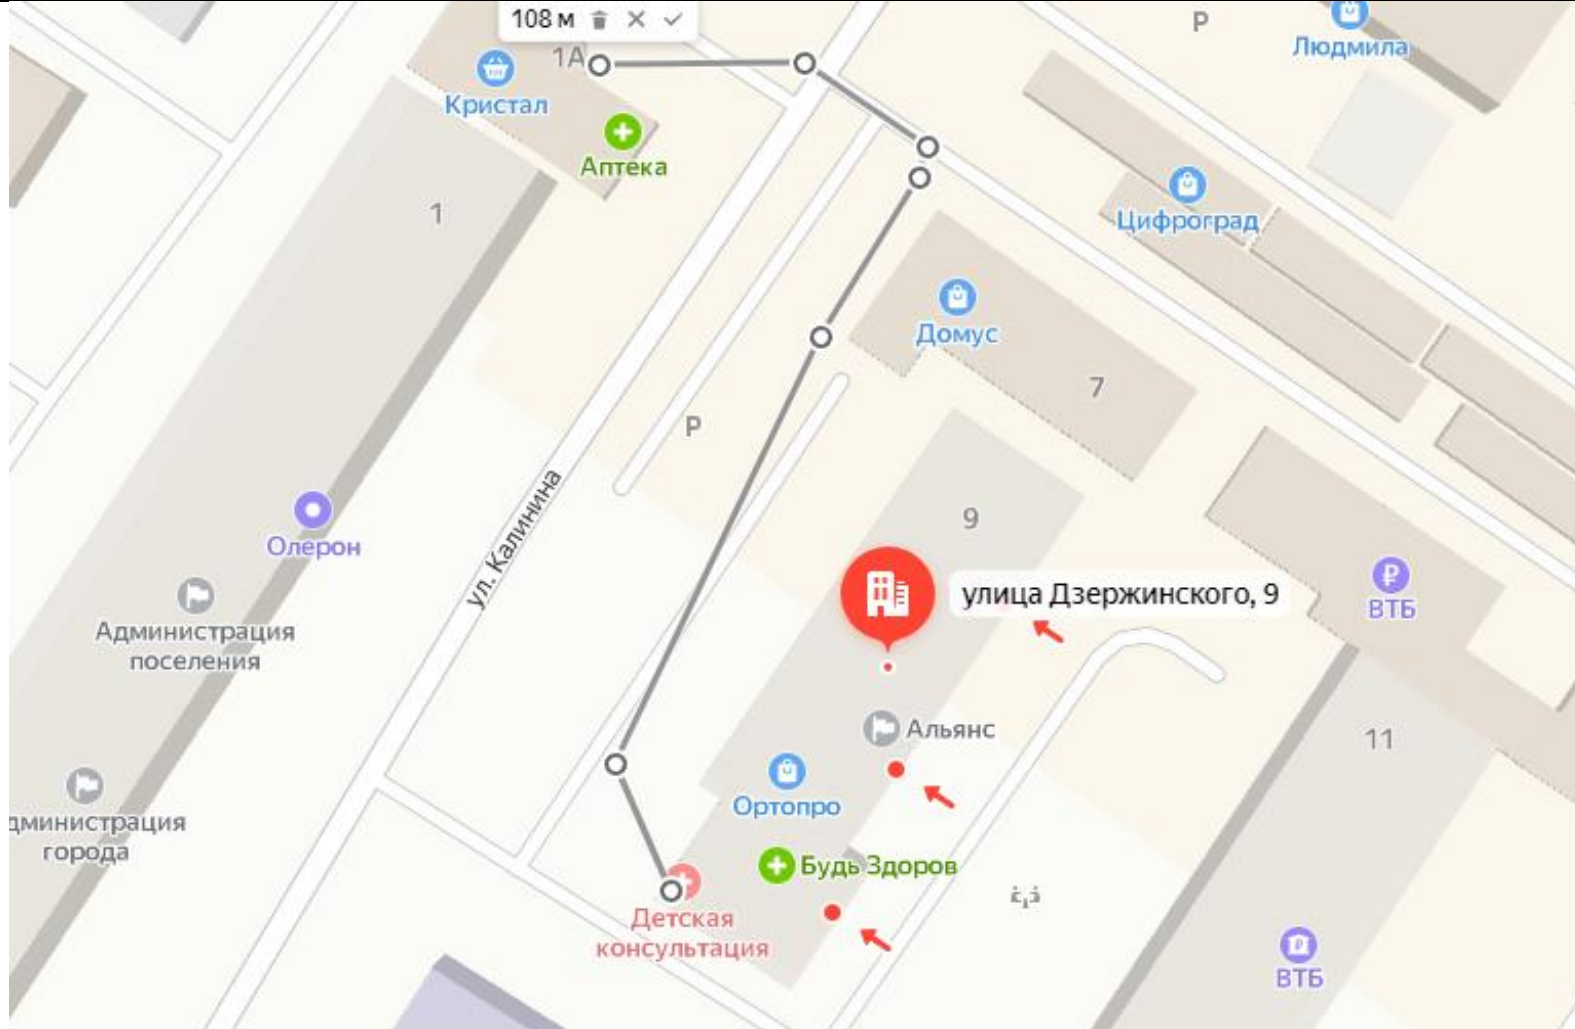 108 м
P
Людмила
1А
Кристал
Аптека
1
Цифроград
Домус
7
P
9
ул. Калинина
Олерон
улица Дзержинского, 9
ВТБ
Администрация
поселения
Альянс
11
Ортопро
дминистрация
города
Будь Здоров
Детская
консультация
ВТБ